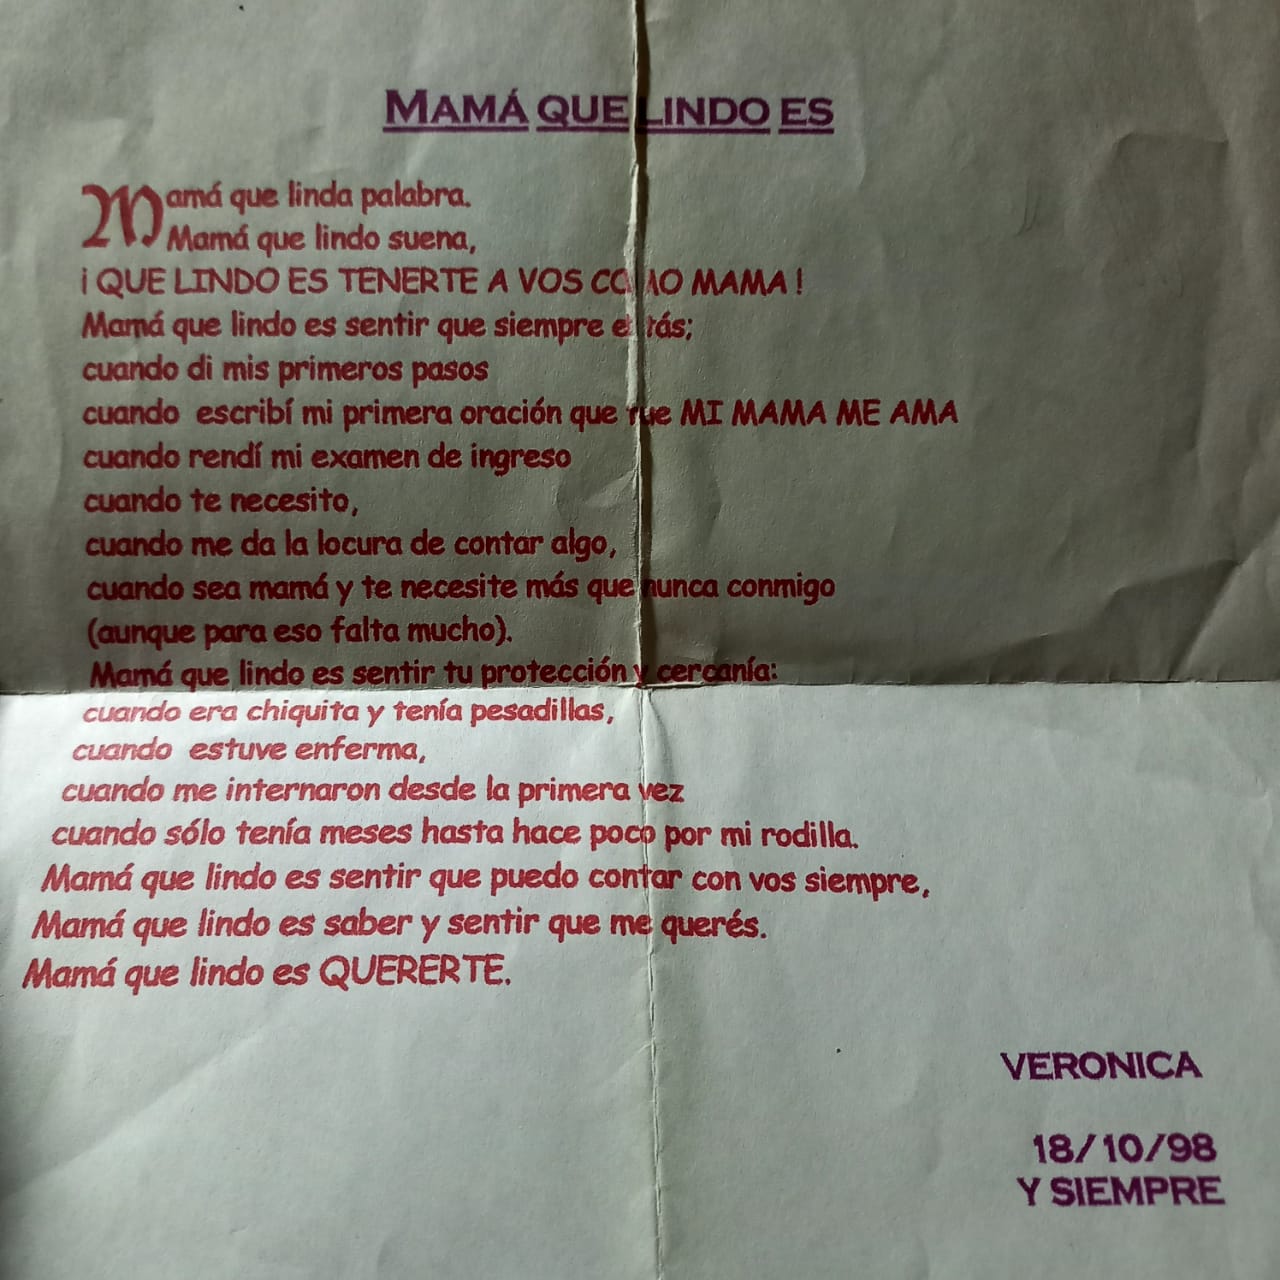 MAMÁ QUE LINDO ES
Mamá que linda palabra.
Mamá que lindo suena,
¡ QUE LINDO ES TENERTE A VOS COMO MAMA !
Mamá que lindo es sentir que siempre estás;
cuando di mis primeros pasos
cuando escribí mi primera oración que fue MI MAMA ME AMA
cuando rendí mi examen de ingreso
cuando te necesito,
cuando me da la locura de contar algo,
cuando sea mamá y te necesite más que nunca conmigo
(aunque para eso falta mucho).
Mamá que lindo es sentir tu protección y cercanía:
cuando era chiquita y tenía pesadillas,
cuando estuve enferma,
cuando me internaron desde la primera vez
cuando sólo tenía meses hasta hace poco por mi rodilla.
Mamá que lindo es sentir que puedo contar con vos siempre,
Mamá que lindo es saber y sentir que me querés.
Mamá que lindo es QUERERTE.
VERONICA
18/10/98
Y SIEMPRE